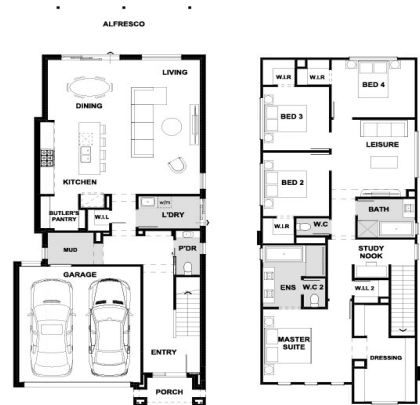 ALFRESCO
LIVING
DINING
KITCHEN
BUTLER'S
PANTRY
W.I.L
w/m
L'DRY
MUD
P'DR
GARAGE
ENTRY
PORCH
W.I.R
W.I.R
BED 4
BED 3
LEISURE
BED 2
BATH
W.I.R
W.C
STUDY
NOOK
ENS
W.C 2
W.I.L 2
MASTER
SUITE
DRESSING